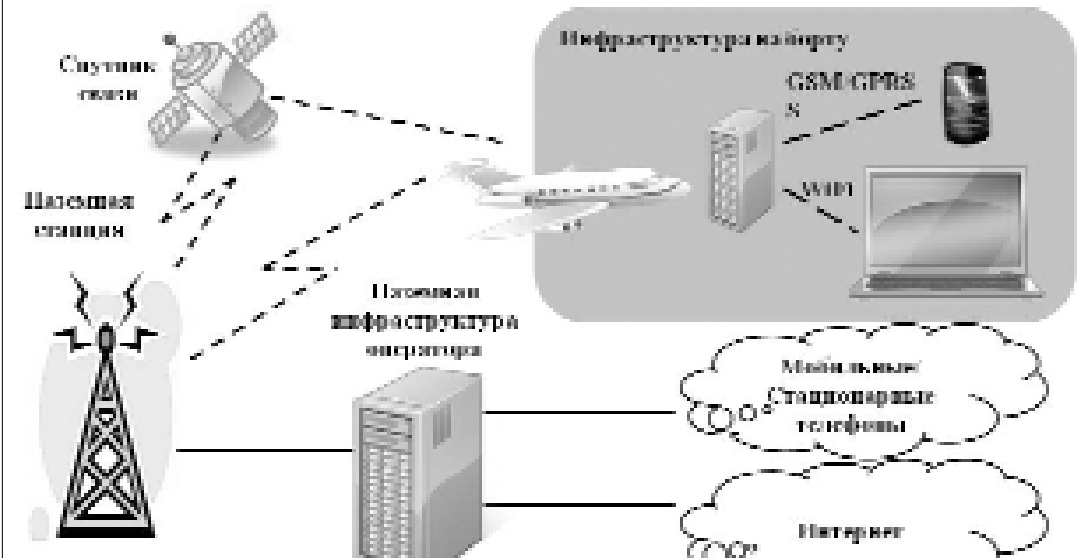 Спутник
связи
Инфраструктура на борту
GSM/GPRS
S
WIFI
Наземная
станция
Наземная
инфраструктура
оператора
Мобильные/
Стационарные
телефоны
Интернет